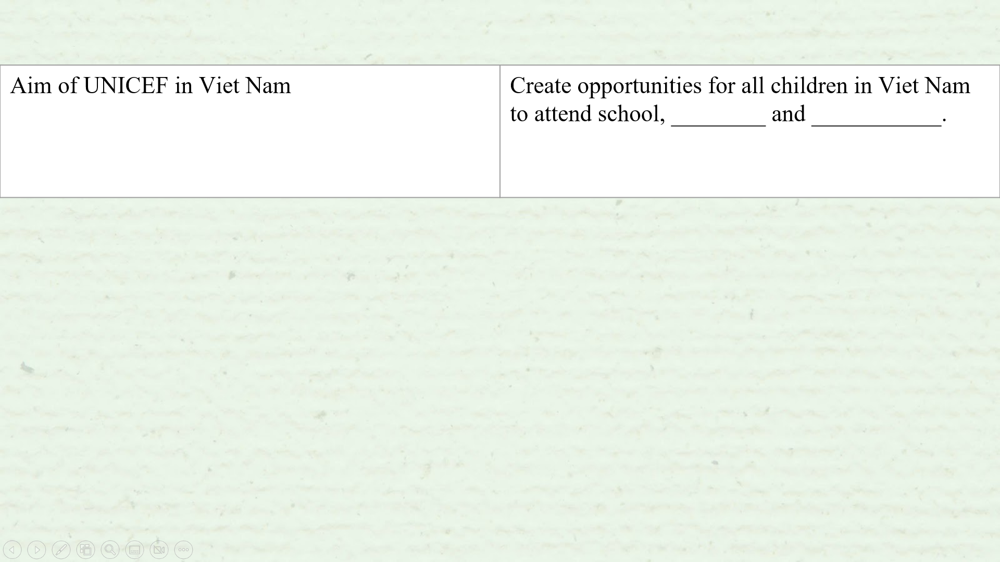 Aim of UNICEF in Viet Nam
Create opportunities for all children in Viet Nam
to attend school, ________ and ___________.